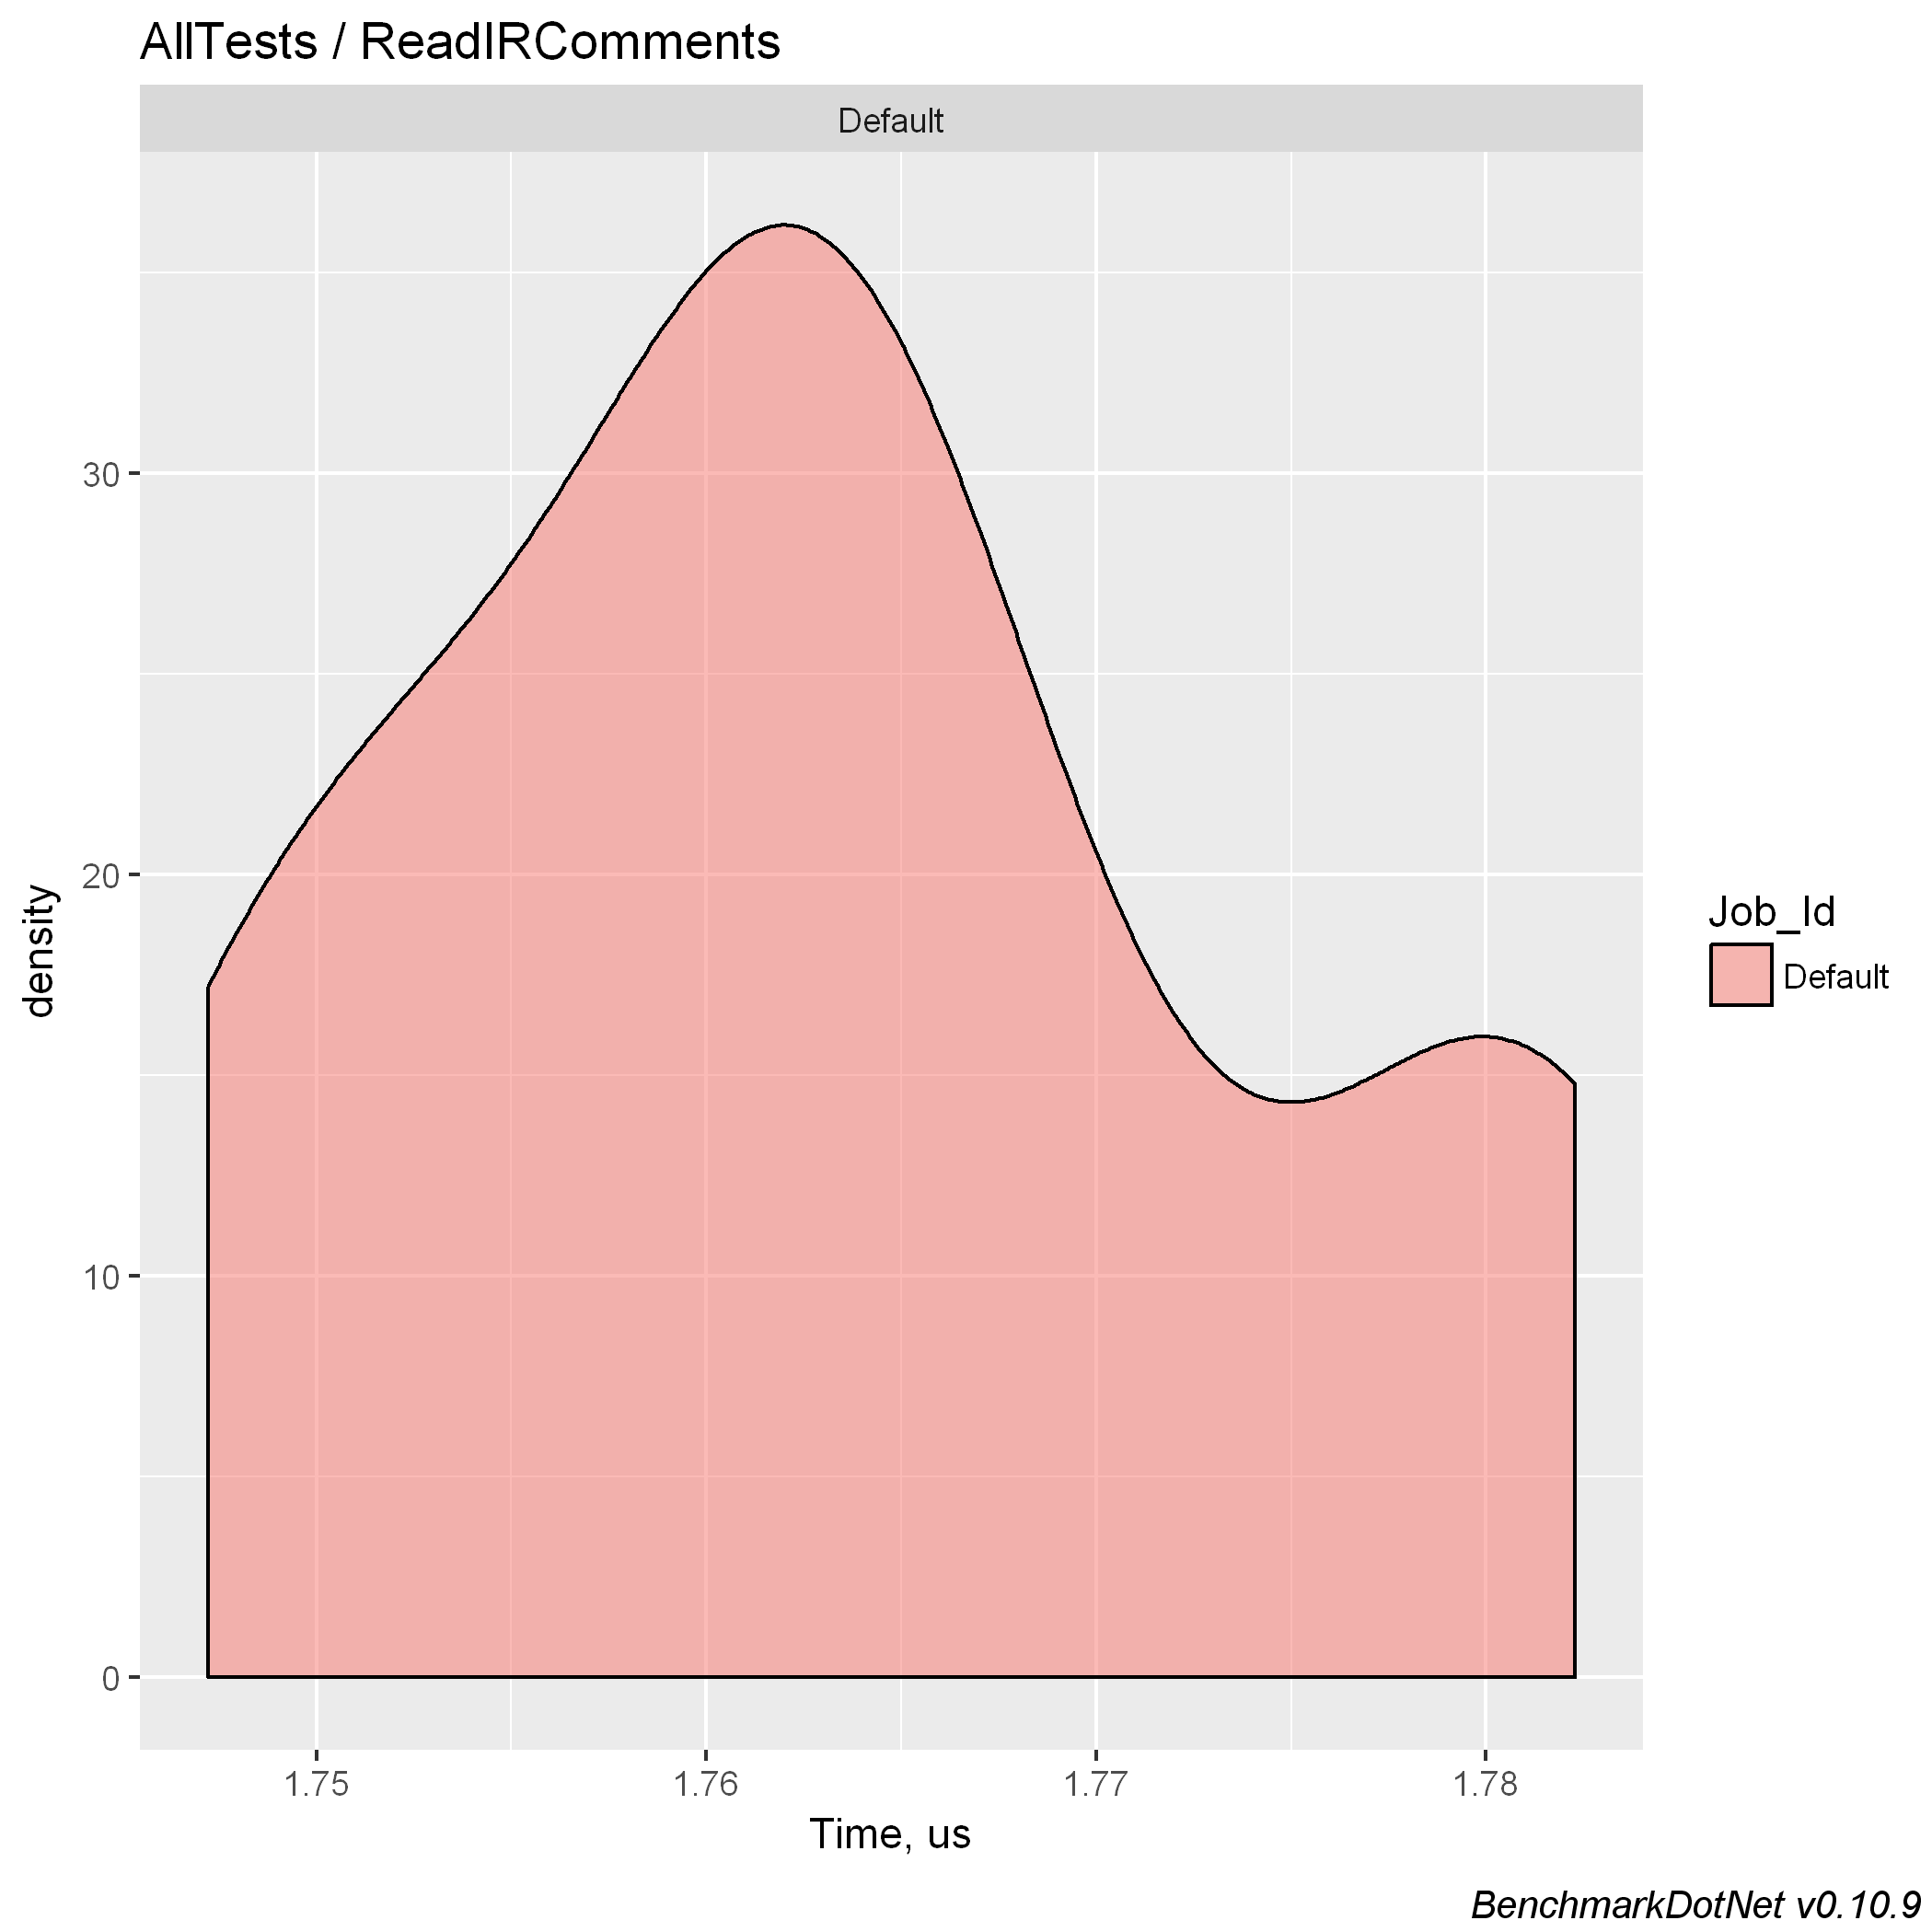 AllTests / ReadIRComments
Default
density
30
20
10
0
1.75 1.76 1.77 1.78
Time, us
Job_Id
Default
BenchmarkDotNet v0.10.9